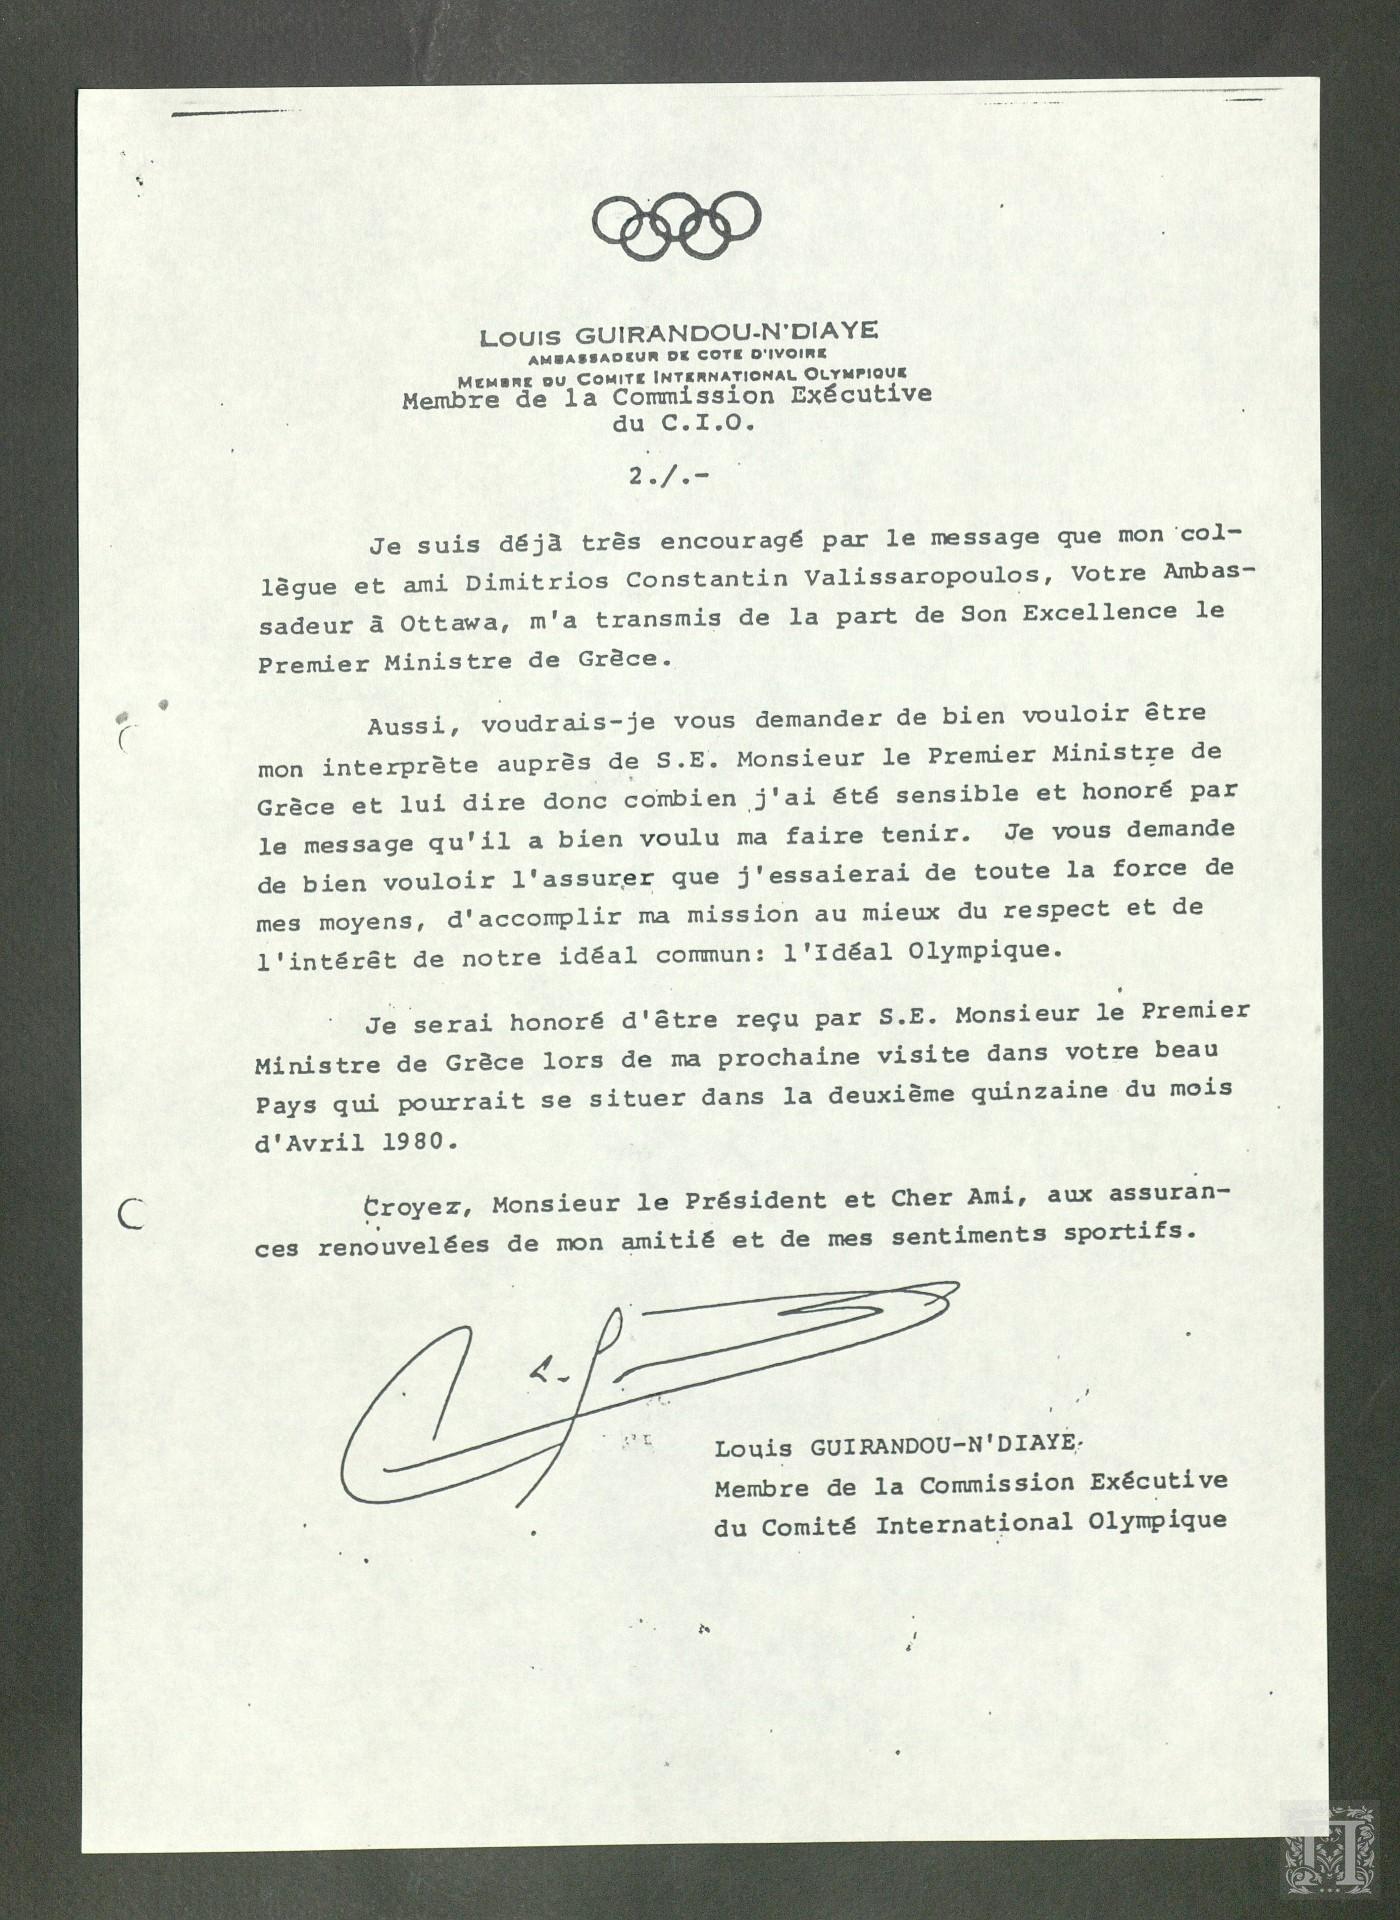 LOUIS GUIRANDOU-N'DIAYE
AMBASSADEUR DE COTE D'IVOIRE
MEMBRE DU COMITE INTERNATIONAL OLYMPIQUE
Membre de la Commission Exécutive
du C.I.O.
2./.-
Je suis déjà très encouragé par le message que mon col-
lègue et ami Dimitrios Constantin Valissaropoulos, Votre Ambas-
sadeur à Ottawa, m'a transmis de la part de Son Excellence le
Premier Ministre de Grèce.
Aussi, voudrais-je vous demander de bien vouloir être
mon interprète auprès de S.E. Monsieur le Premier Ministre de
Grèce et lui dire donc combien j'ai été sensible et honoré par
le message qu'il a bien voulu ma faire tenir. Je vous demande
de bien vouloir l'assurer que j'essaierai de toute la force de
mes moyens, d'accomplir ma mission au mieux du respect et de
l'intérêt de notre idéal commun: l'Idéal Olympique.
Je serai honoré d'être reçu par S.E. Monsieur le Premier
Ministre de Grèce lors de ma prochaine visite dans votre beau
Pays qui pourrait se situer dans la deuxième quinzaine du mois
d'Avril 1980.
Croyez, Monsieur le Président et Cher Ami, aux assuran-
ces renouvelées de mon amitié et de mes sentiments sportifs.
Louis GUIRANDOU-N'DIAYE
Membre de la Commission Exécutive
du Comité International Olympique